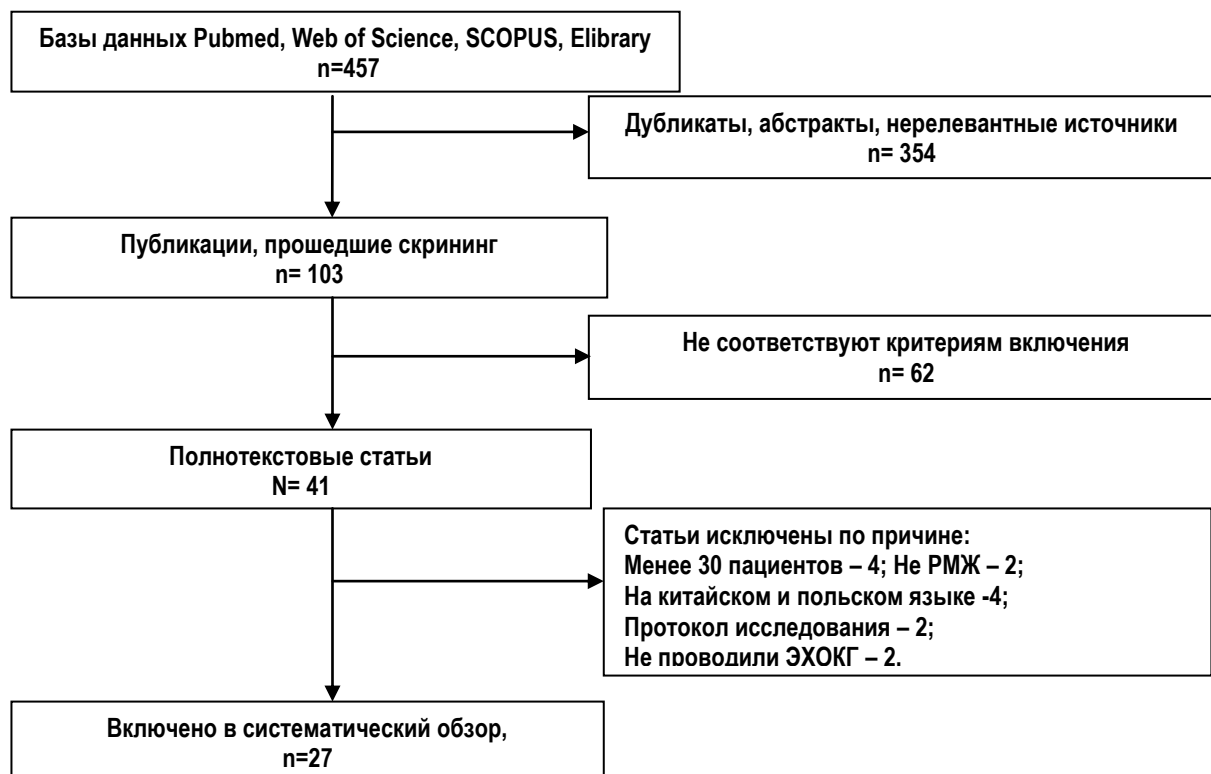 Базы данных Pubmed, Web of Science, SCOPUS, Elibrary
n=457
Дубликаты, абстракты, нерелевантные источники
n= 354
Публикации, прошедшие скрининг
n= 103
Не соответствуют критериям включения
n= 62
Полнотекстовые статьи
N= 41
Статьи исключены по причине:
Менее 30 пациентов – 4; Не РМЖ – 2;
На китайском и польском языке -4;
Протокол исследования – 2;
Не проводили ЭХОКГ – 2.
Включено в систематический обзор,
n=27